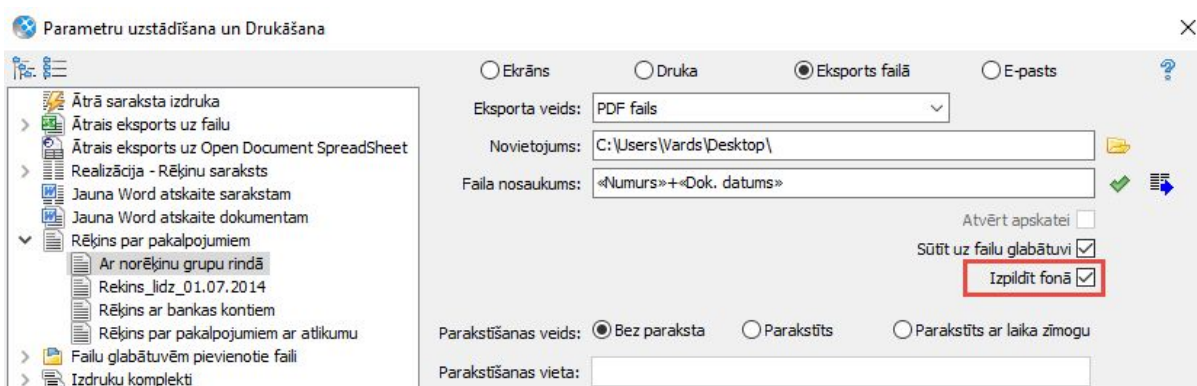 Parametru uzstādīšana un Drukāšana
Ekrāns Druka Eksports failā E-pasts
Ātrā saraksta izdruka
Ātrais eksports uz failu
Ātrais eksports uz Open Document SpreadSheet
Realizācija - Rēķinu saraksts
Jauna Word atskaite sarakstam
Jauna Word atskaite dokumentam
Rēķins par pakalpojumiem
Ar norēķinu grupu rindā
Rekins_lidz_01.07.2014
Rēķins ar bankas kontiem
Rēķins par pakalpojumiem ar atlikumu
Failu glabātuvēm pievienotie faili
Izdruku komplekti
Eksporta veids: PDF fails
Novietojums: C:\Users\Vards\Desktop\
Faila nosaukums: «Numurs»+«Dok. datums»
Atvērt apskatei
Sūtīt uz failu glabātuvi
Izpildīt fonā
Parakstīšanas veids: Bez paraksta Parakstīts Parakstīts ar laika zīmogu
Parakstīšanas vieta: